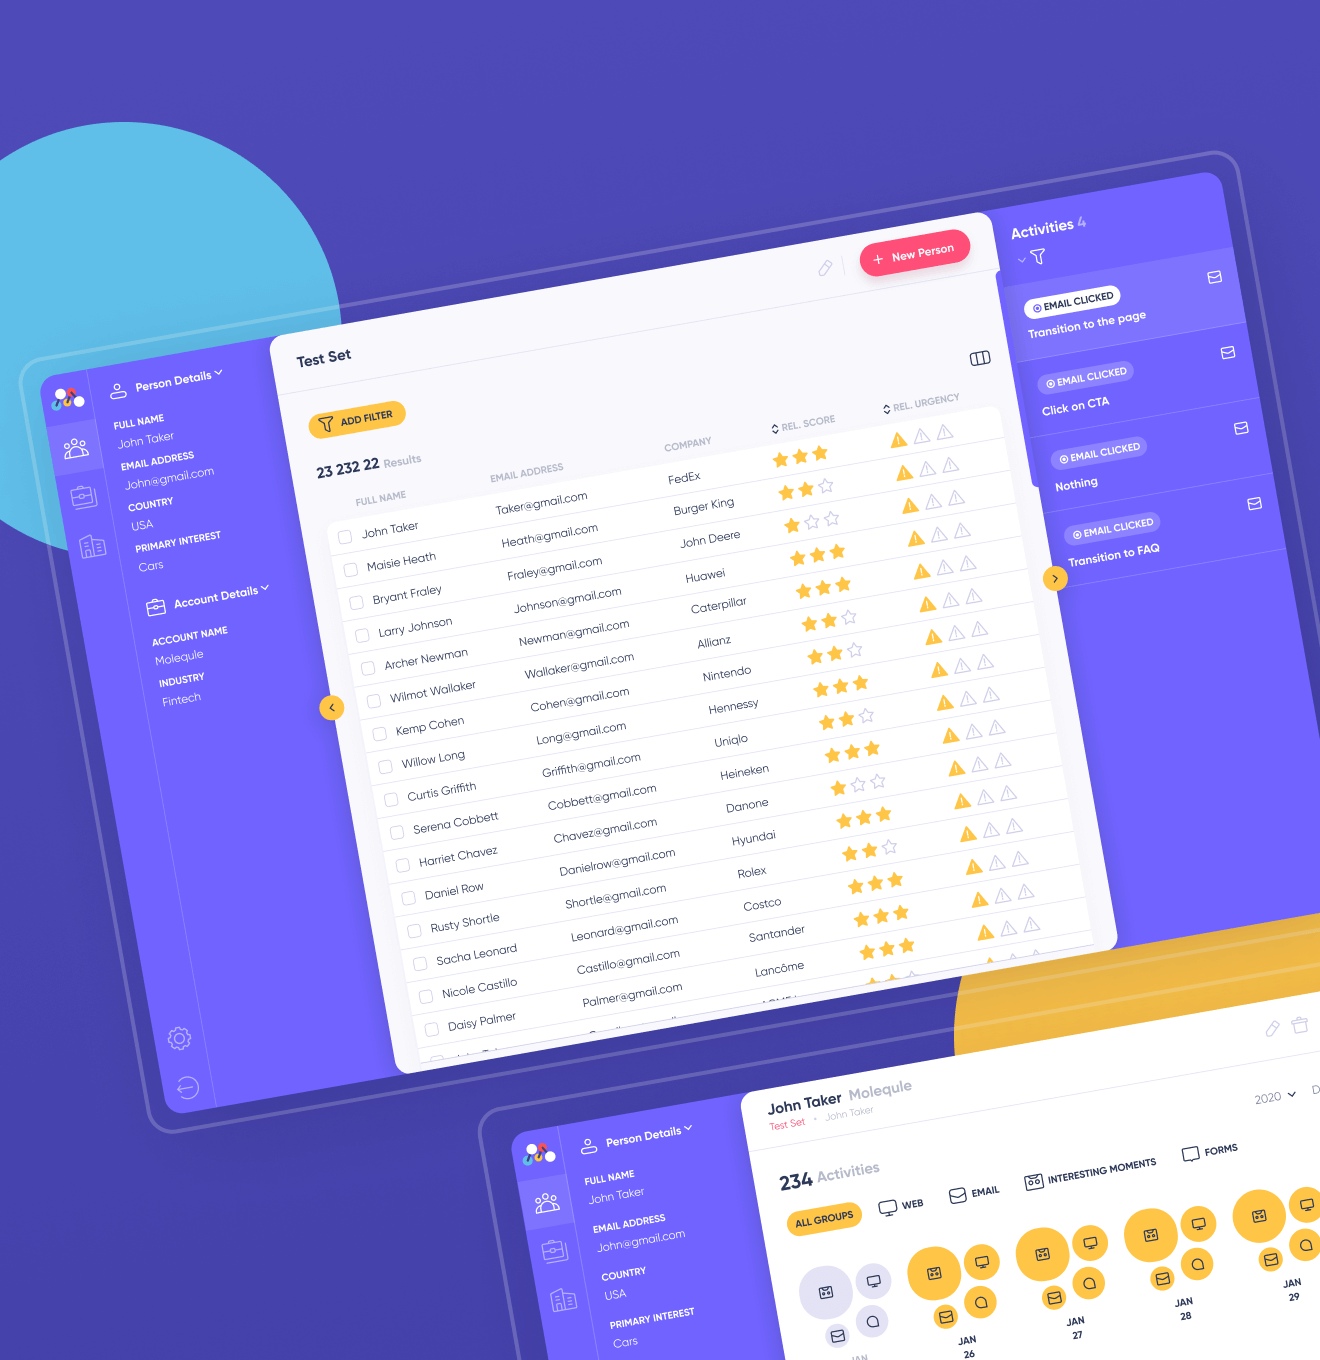 Person Details
FULL NAME
John Taker
EMAIL ADDRESS
John@gmail.com
COUNTRY
USA
PRIMARY INTEREST
Cars
Account Details
ACCOUNT NAME
Molequle
INDUSTRY
Fintech
Test Set
+ New Person
ADD FILTER
23 232 22 Results
FULL NAME EMAIL ADDRESS COMPANY REL. SCORE REL. URGENCY
John Taker Taker@gmail.com FedEx
Maisie Heath Heath@gmail.com Burger King
Bryant Fraley Fraley@gmail.com John Deere
Larry Johnson Johnson@gmail.com Huawei
Archer Newman Newman@gmail.com Caterpillar
Wilmot Wallaker Wallaker@gmail.com Allianz
Kemp Cohen Cohen@gmail.com Nintendo
Willow Long Long@gmail.com Hennessy
Curtis Griffith Griffith@gmail.com Uniqlo
Serena Cobbett Cobbett@gmail.com Heineken
Harriet Chavez Chavez@gmail.com Danone
Daniel Row Danielrow@gmail.com Hyundai
Rusty Shortle Shortle@gmail.com Rolex
Sacha Leonard Leonard@gmail.com Costco
Nicole Castillo Castillo@gmail.com Santander
Daisy Palmer Palmer@gmail.com Lancôme
Activities 4
EMAIL CLICKED
Transition to the page
EMAIL CLICKED
Click on CTA
EMAIL CLICKED
Nothing
EMAIL CLICKED
Transition to FAQ
Person Details
FULL NAME
John Taker
EMAIL ADDRESS
John@gmail.com
COUNTRY
USA
PRIMARY INTEREST
Cars
John Taker Molequle
Test Set • John Taker
2020
234 Activities
ALL GROUPS WEB EMAIL INTERESTING MOMENTS FORMS
JAN
JAN
26
JAN
27
JAN
28
JAN
29